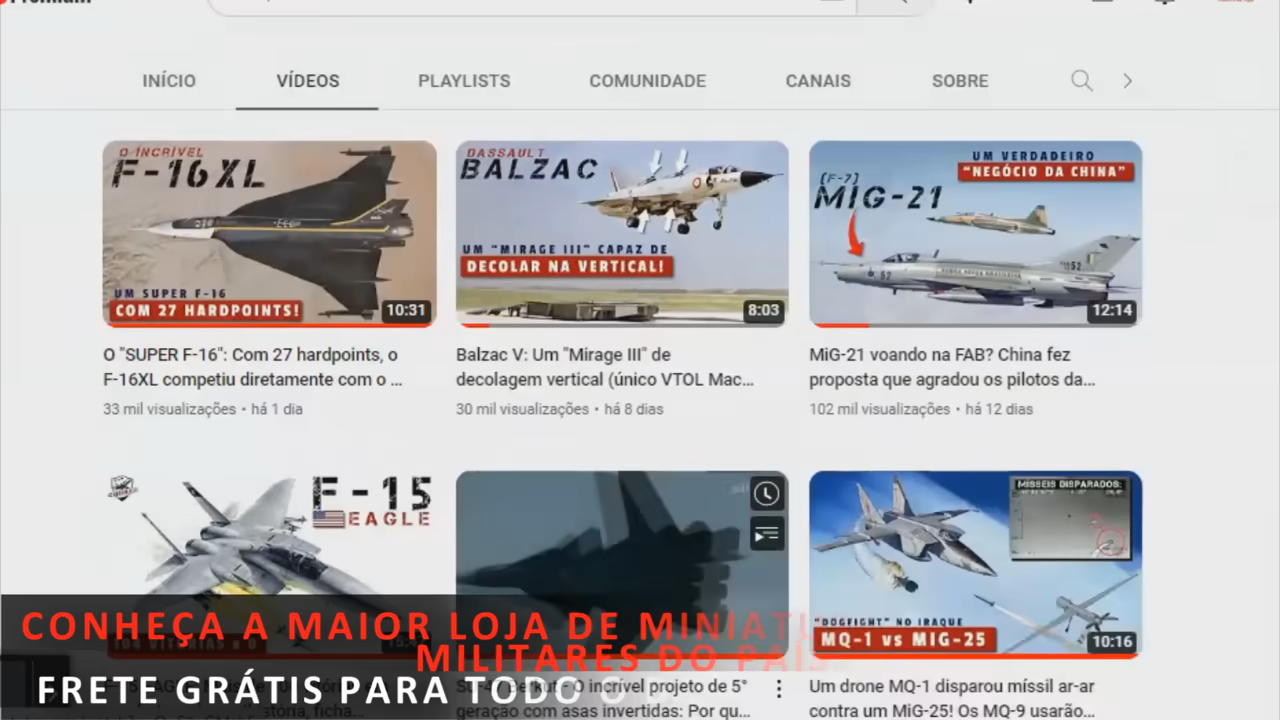 INÍCIO VÍDEOS PLAYLISTS COMUNIDADE CANAIS SOBRE
O INCRÍVEL
F-16XL
UM SUPER F-16
COM 27 HARDPOINTS!
10:31
DASSAULT
BALZAC
UM "MIRAGE III" CAPAZ DE
DECOLAR NA VERTICAL!
8:03
UM VERDADEIRO
"NEGÓCIO DA CHINA"
(F-7)
MIG-21
12:14
O "SUPER F-16": Com 27 hardpoints, o
F-16XL competiu diretamente com o ...
33 mil visualizações • há 1 dia
Balzac V: Um "Mirage III" de
decolagem vertical (único VTOL Mac...
30 mil visualizações • há 8 dias
MiG-21 voando na FAB? China fez
proposta que agradou os pilotos da...
102 mil visualizações • há 12 dias
F-15
EAGLE
MISSEIS DISPARADOS:
"DOGFIGHT" NO IRAQUE
MQ-1 vs MIG-25
10:16
CONHEÇA A MAIOR LOJA DE MINIAT
MILITARES DO PAÍS
FRETE GRÁTIS PARA TODO O
Berkut - O incrível projeto de 5°
geração com asas invertidas: Por qu...
Um drone MQ-1 disparou míssil ar-ar
contra um MiG-25! Os MQ-9 usarão...